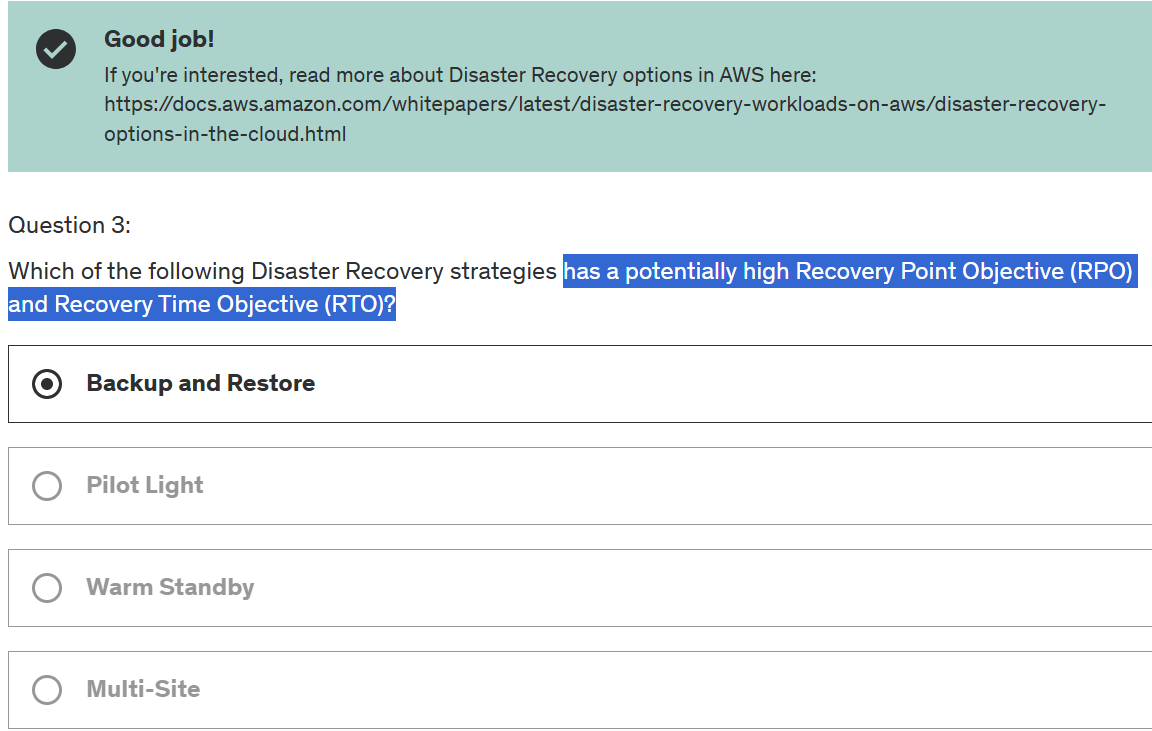 Good job!
If you're interested, read more about Disaster Recovery options in AWS here:
https://docs.aws.amazon.com/whitepapers/latest/disaster-recovery-workloads-on-aws/disaster-recovery-
options-in-the-cloud.html
Question 3:
Which of the following Disaster Recovery strategies has a potentially high Recovery Point Objective (RPO)
and Recovery Time Objective (RTO)?
Backup and Restore
Pilot Light
Warm Standby
Multi-Site